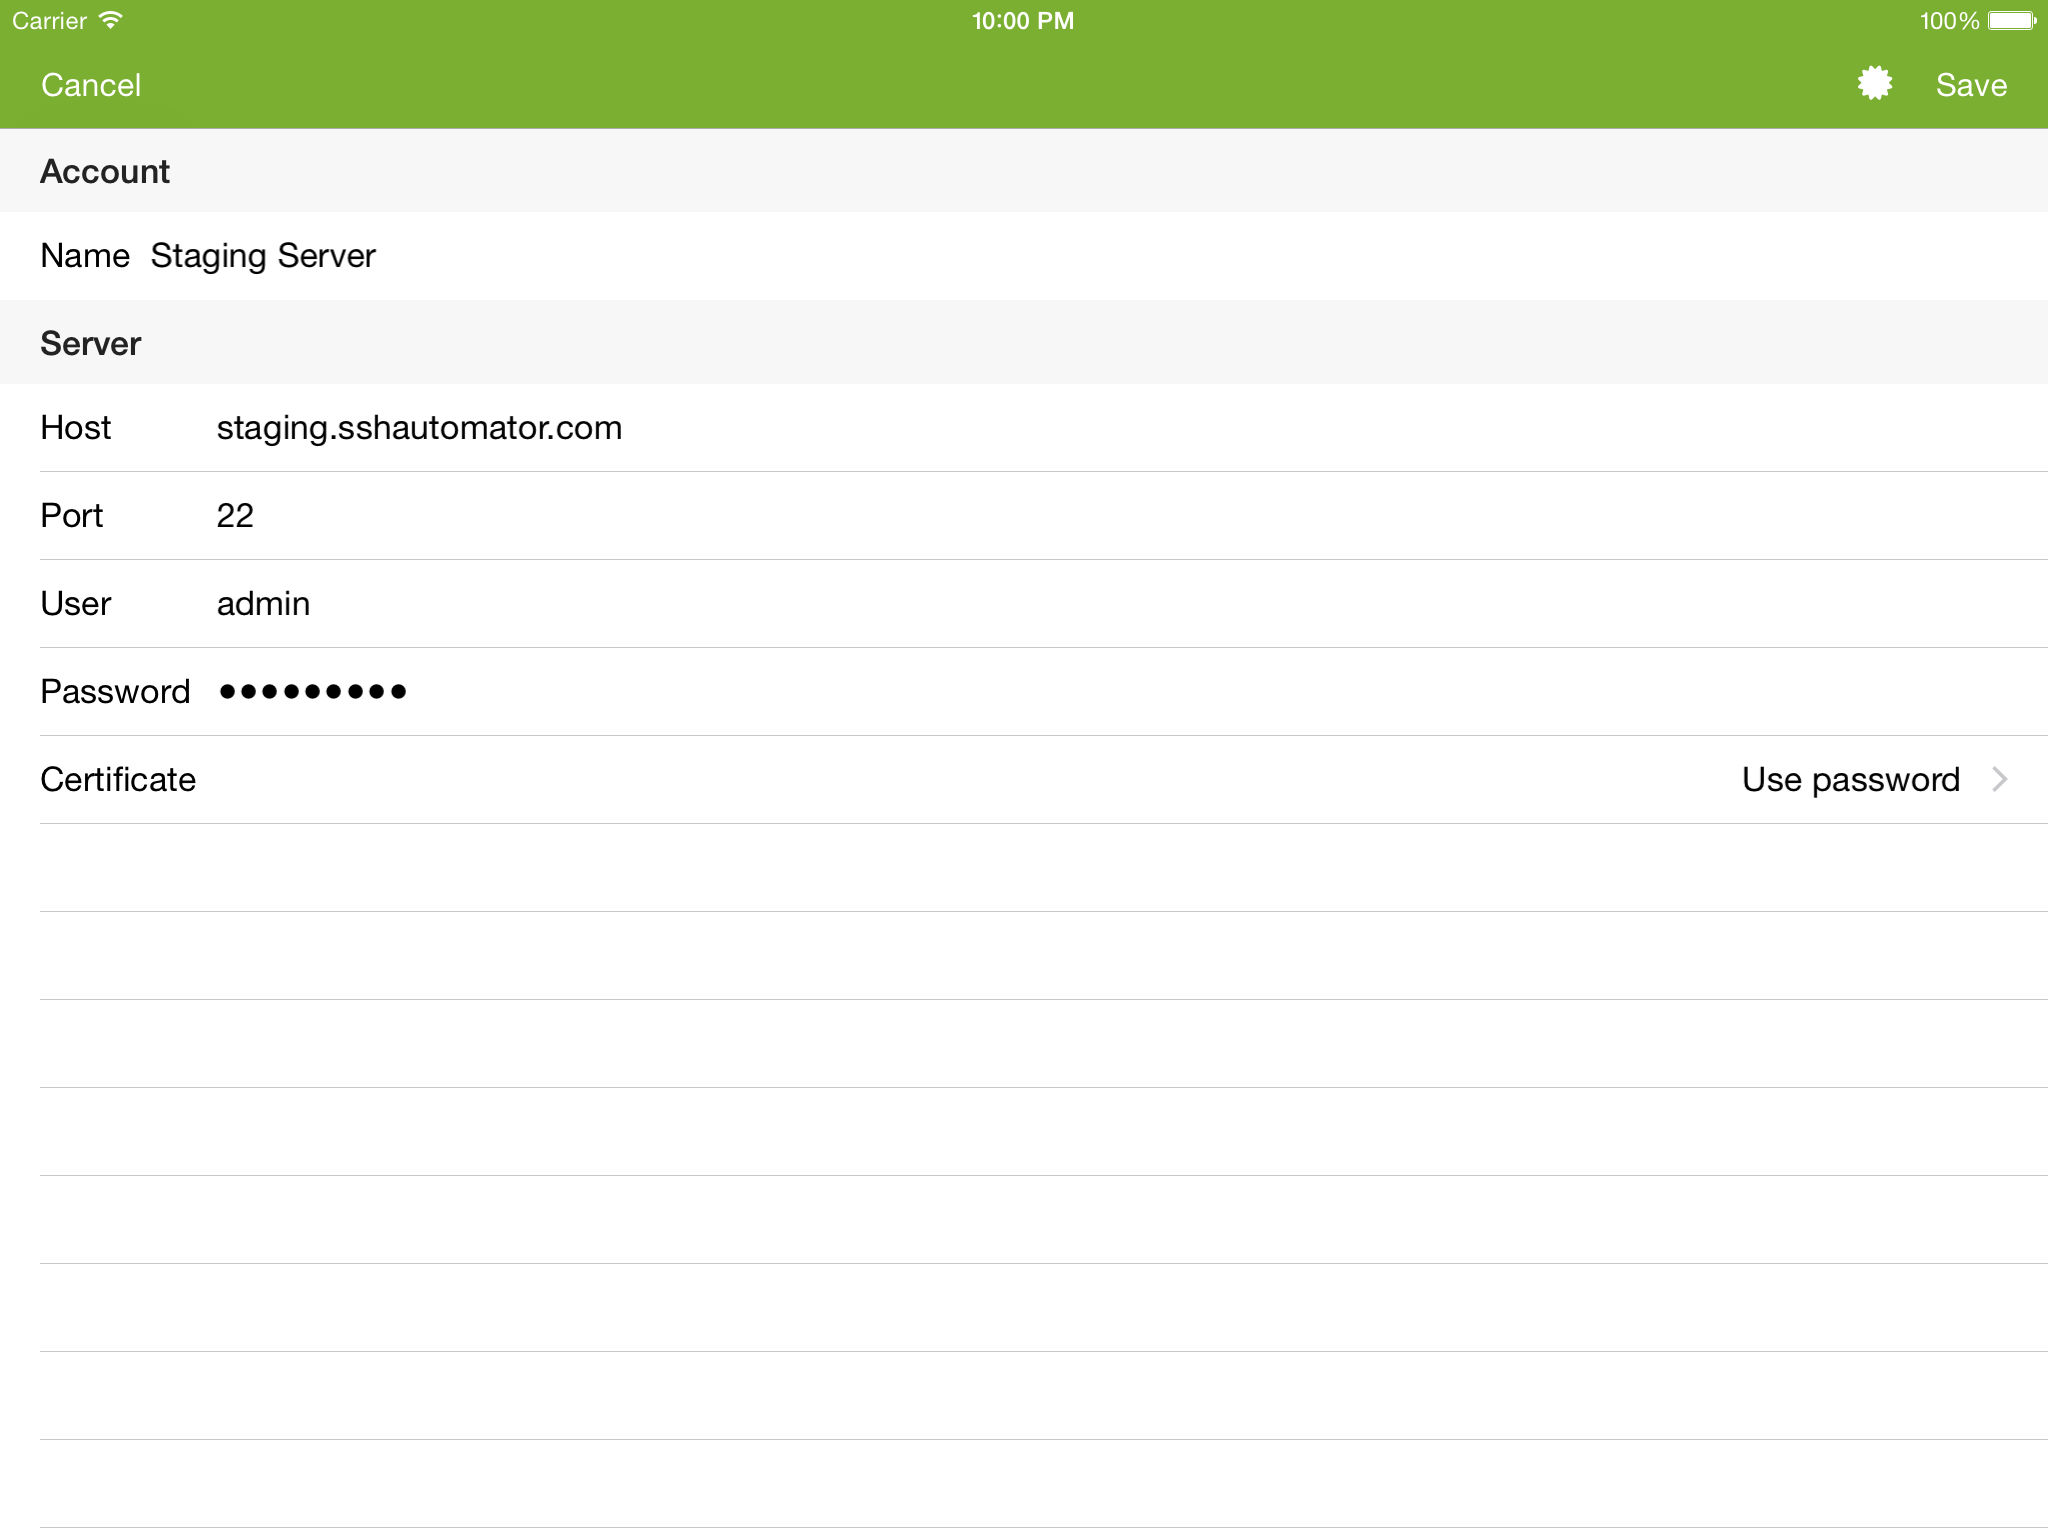 Carrier 10:00 PM 100%
Cancel Save
Account
Name Staging Server
Server
Host staging.sshautomator.com
Port 22
User admin
Password •••••••••
Certificate Use password